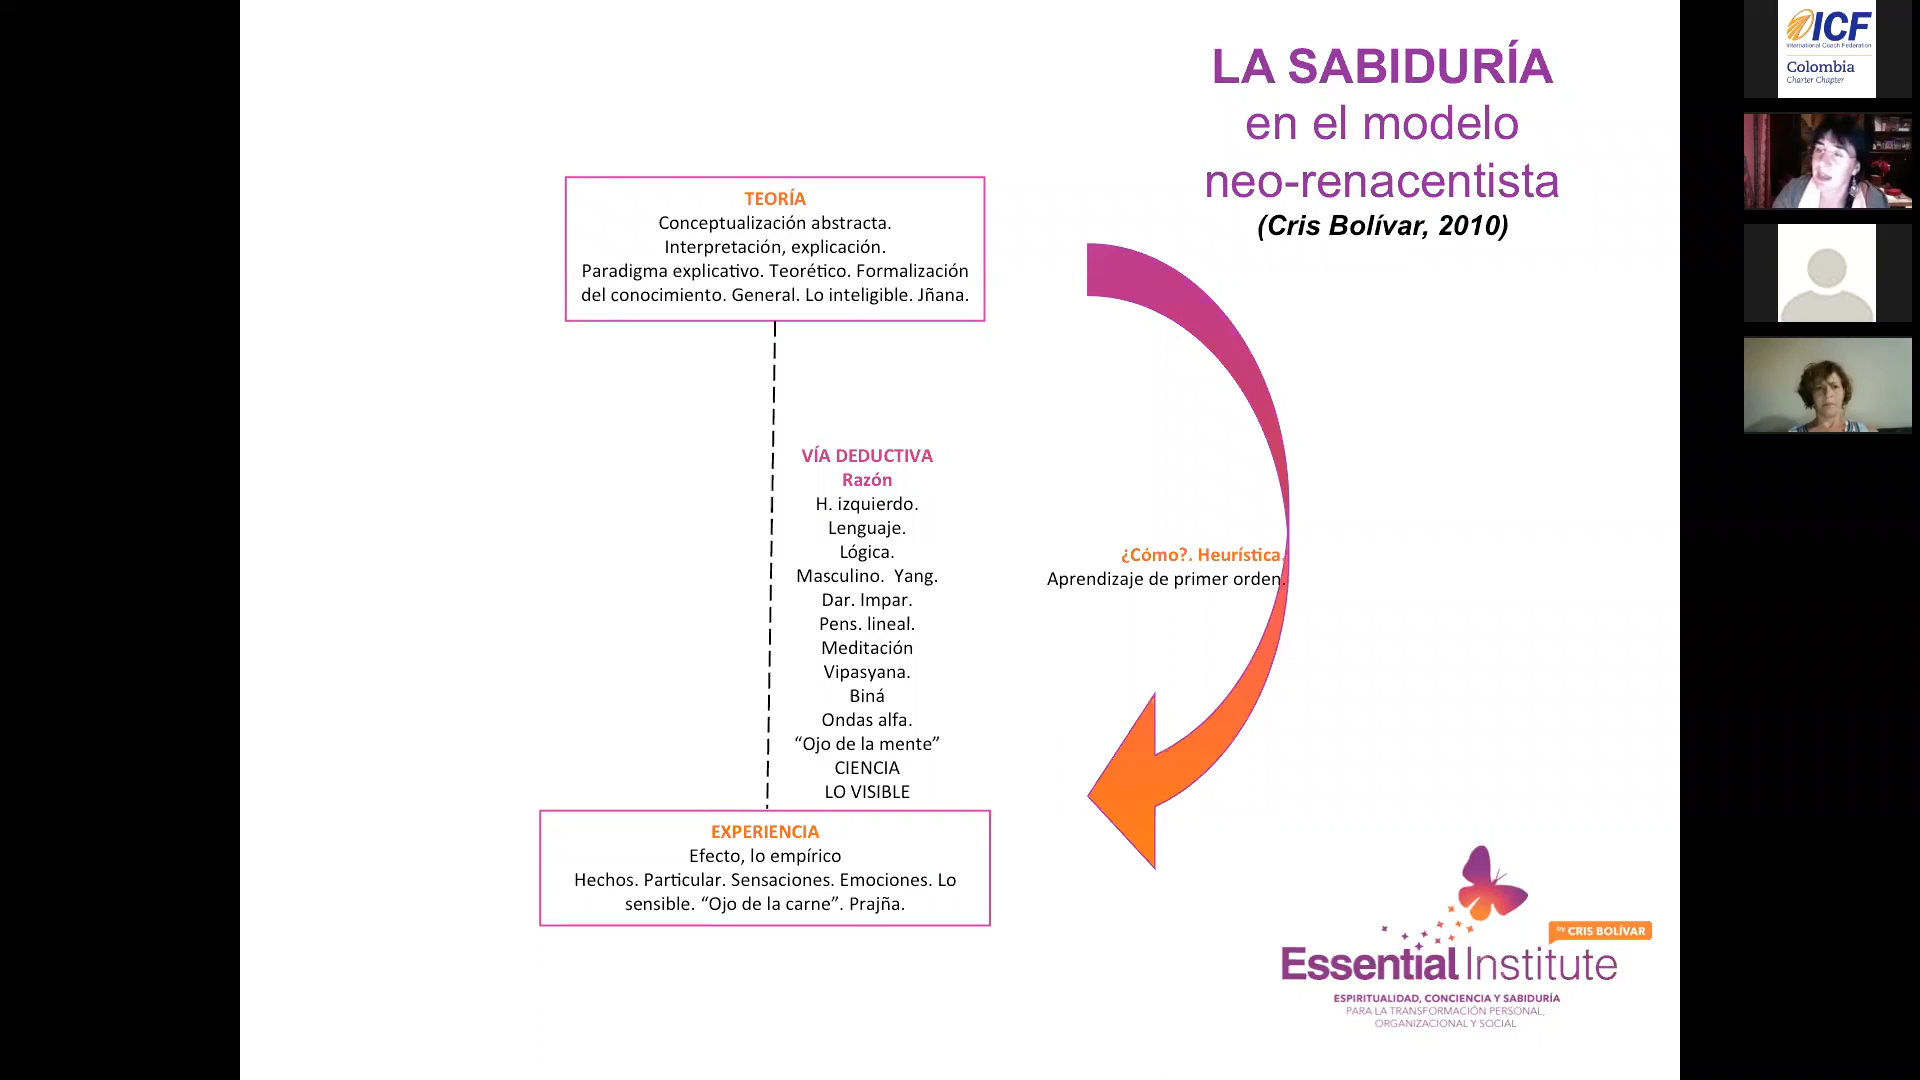 LA SABIDURÍA
en el modelo
neo-renacentista
(Cris Bolívar, 2010)
TEORÍA
Conceptualización abstracta.
Interpretación, explicación.
Paradigma explicativo. Teorético. Formalización
del conocimiento. General. Lo inteligible. Jñana.
VÍA DEDUCTIVA
Razón
H. izquierdo.
Lenguaje.
Lógica.
Masculino. Yang.
Dar. Impar.
Pens. lineal.
Meditación
Vipasyana.
Biná
Ondas alfa.
“Ojo de la mente”
CIENCIA
LO VISIBLE
¿Cómo?. Heurística.
Aprendizaje de primer orden.
EXPERIENCIA
Efecto, lo empírico
Hechos. Particular. Sensaciones. Emociones. Lo
sensible. “Ojo de la carne”. Prajña.
by CRIS BOLÍVAR
Essential Institute
ESPIRITUALIDAD, CONCIENCIA Y SABIDURÍA
PARA LA TRANSFORMACIÓN PERSONAL,
ORGANIZACIONAL Y SOCIAL
ICF
International Coach Federation
Colombia
Charter Chapter